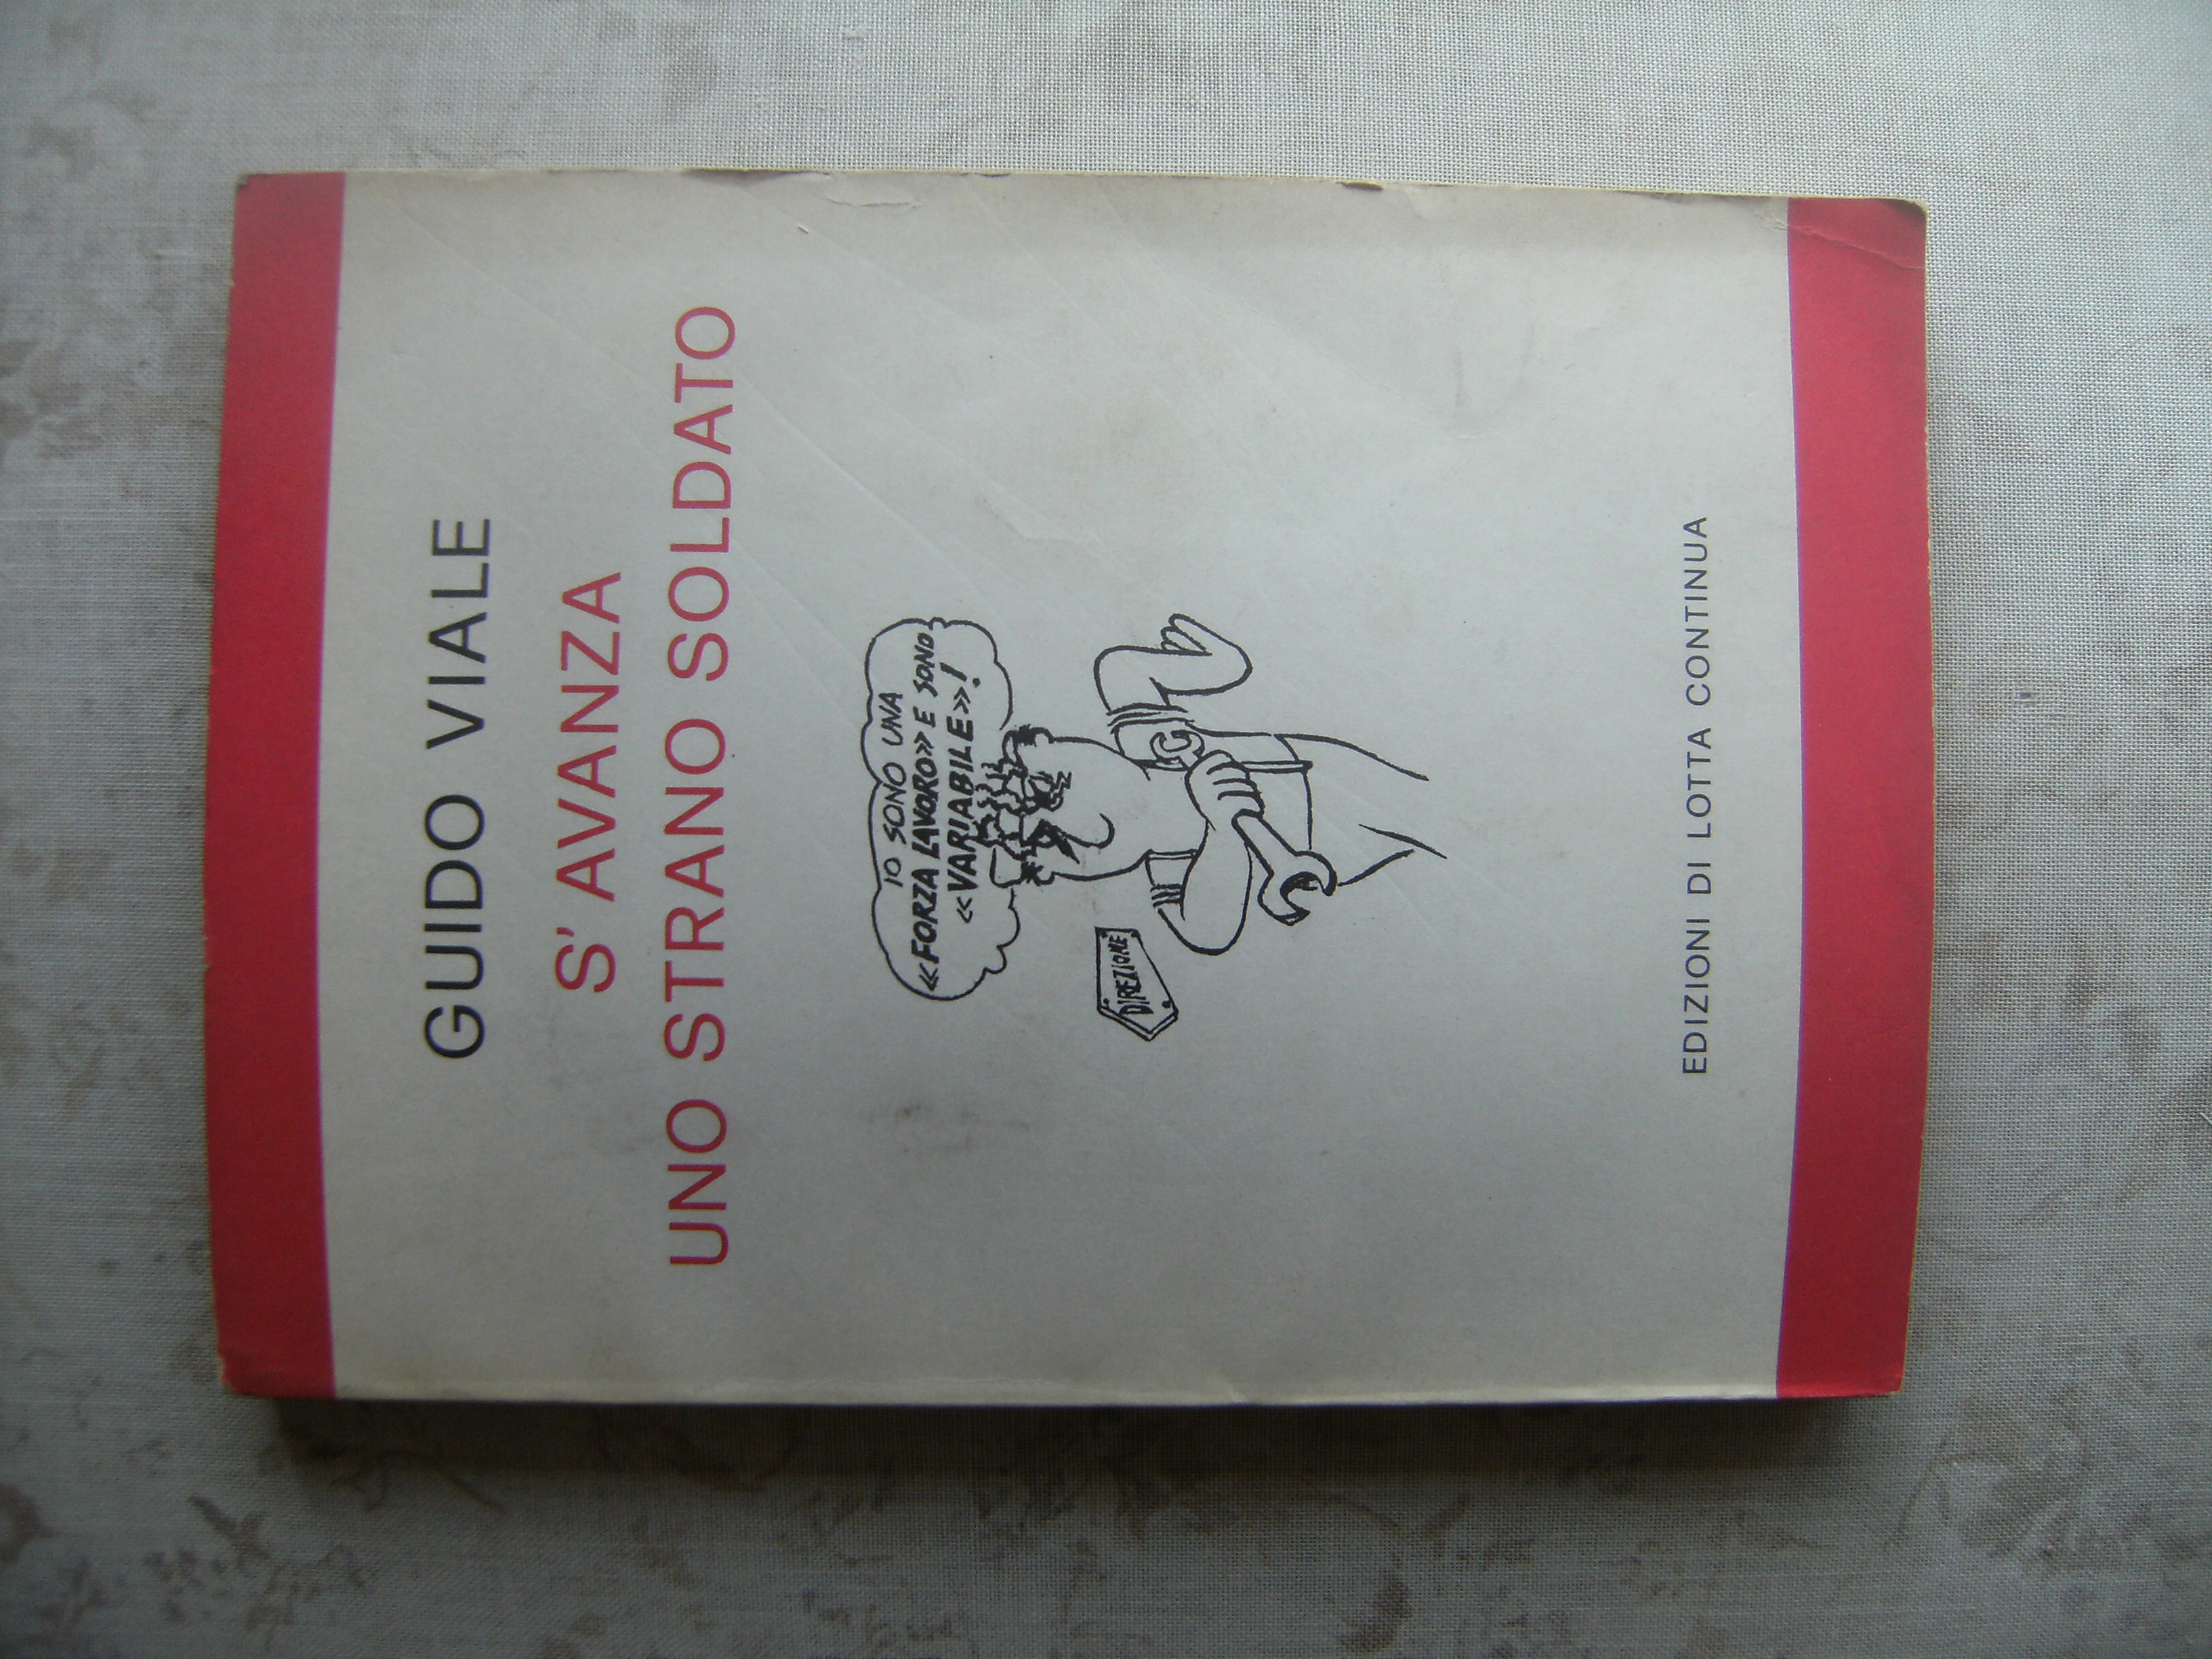 GUIDO VIALE
S' AVANZA
UNO STRANO SOLDATO
IO SONO UNA
«FORZA LAVORO» E SONO
«VARIABILE»!
DIREZIONE
EDIZIONI DI LOTTA CONTINUA